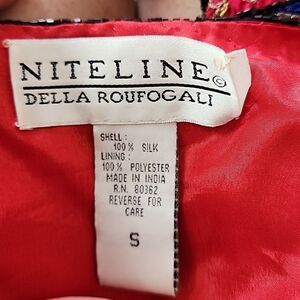 NITELINE©
DELLA ROUFOGALI
SHELL :
100 % SILK
LINING :
100 % POLYESTER
MADE IN INDIA
R.N. 80362
REVERSE FOR
CARE
S